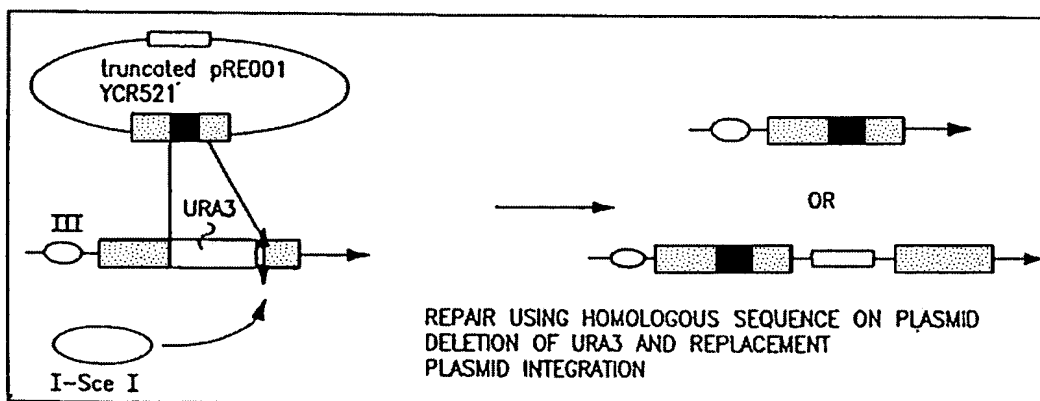 truncated pRE001
YCR521'
III
URA3
I-Sce I
OR
REPAIR USING HOMOLOGOUS SEQUENCE ON PLASMID
DELETION OF URA3 AND REPLACEMENT
PLASMID INTEGRATION